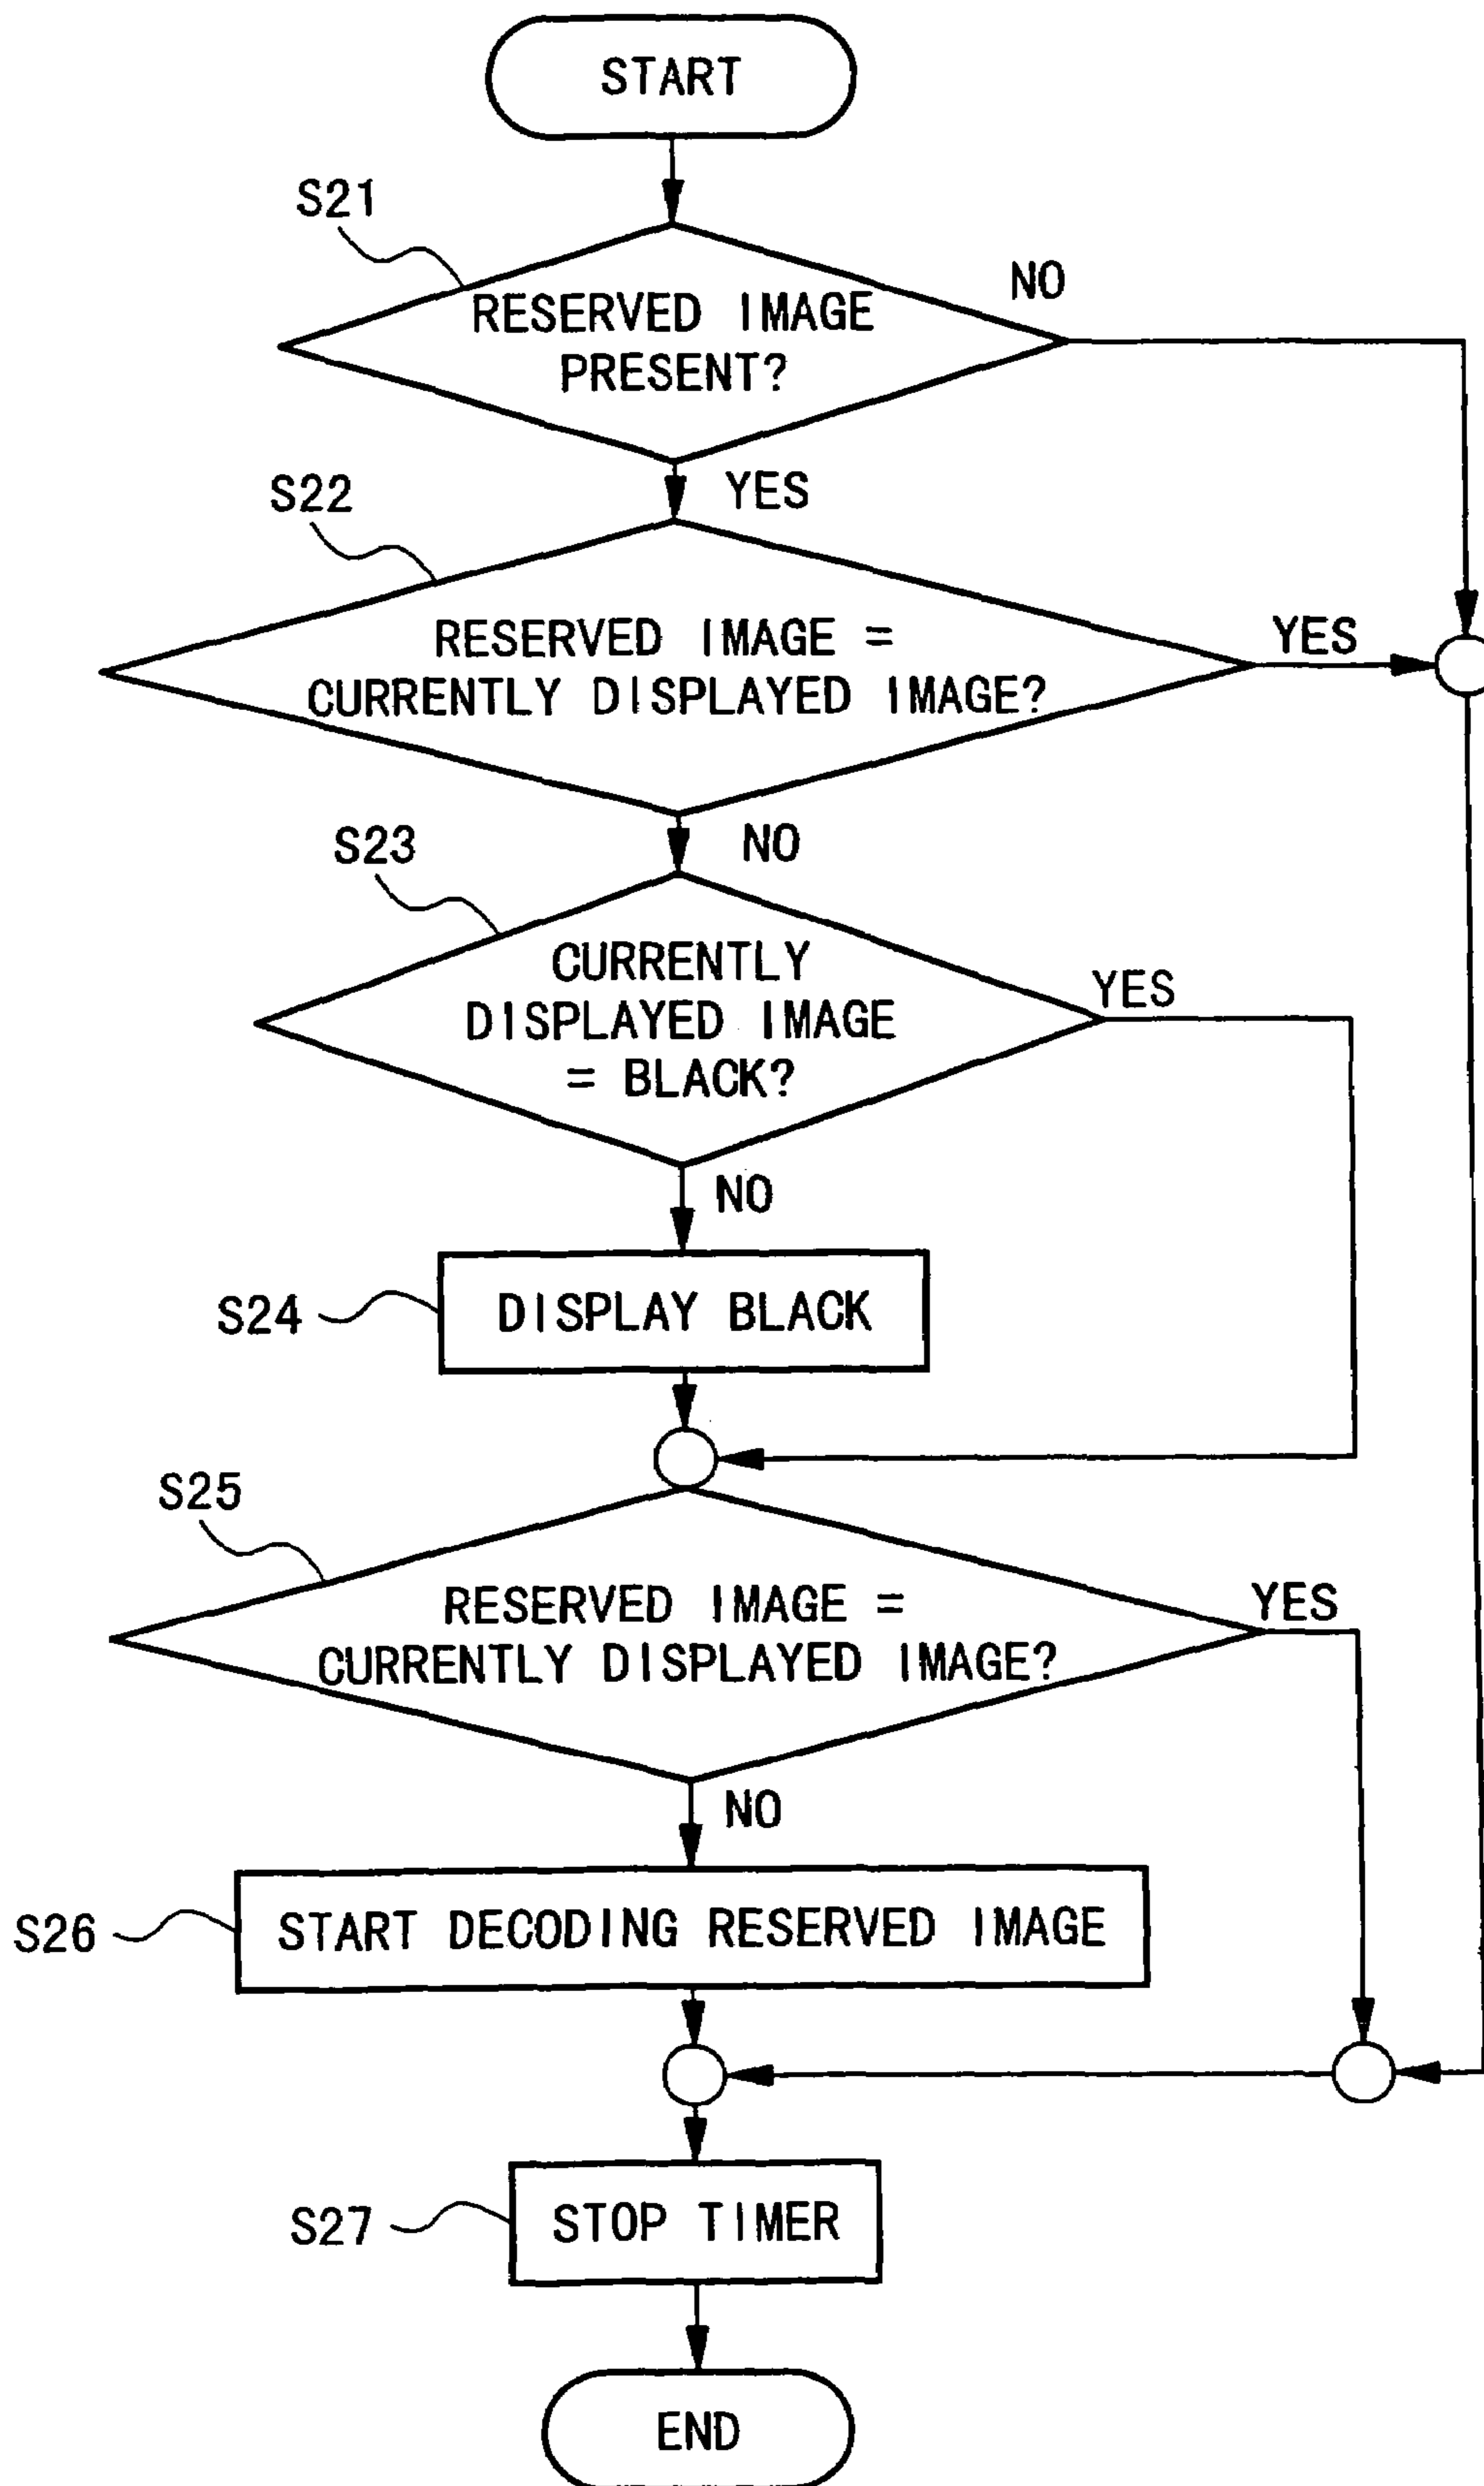 START
S21
NO
RESERVED IMAGE
PRESENT?
YES
S22
RESERVED IMAGE =
CURRENTLY DISPLAYED IMAGE?
YES
NO
S23
CURRENTLY
DISPLAYED IMAGE
= BLACK?
YES
NO
S24
DISPLAY BLACK
S25
RESERVED IMAGE =
CURRENTLY DISPLAYED IMAGE?
YES
NO
S26
START DECODING RESERVED IMAGE
S27
STOP TIMER
END